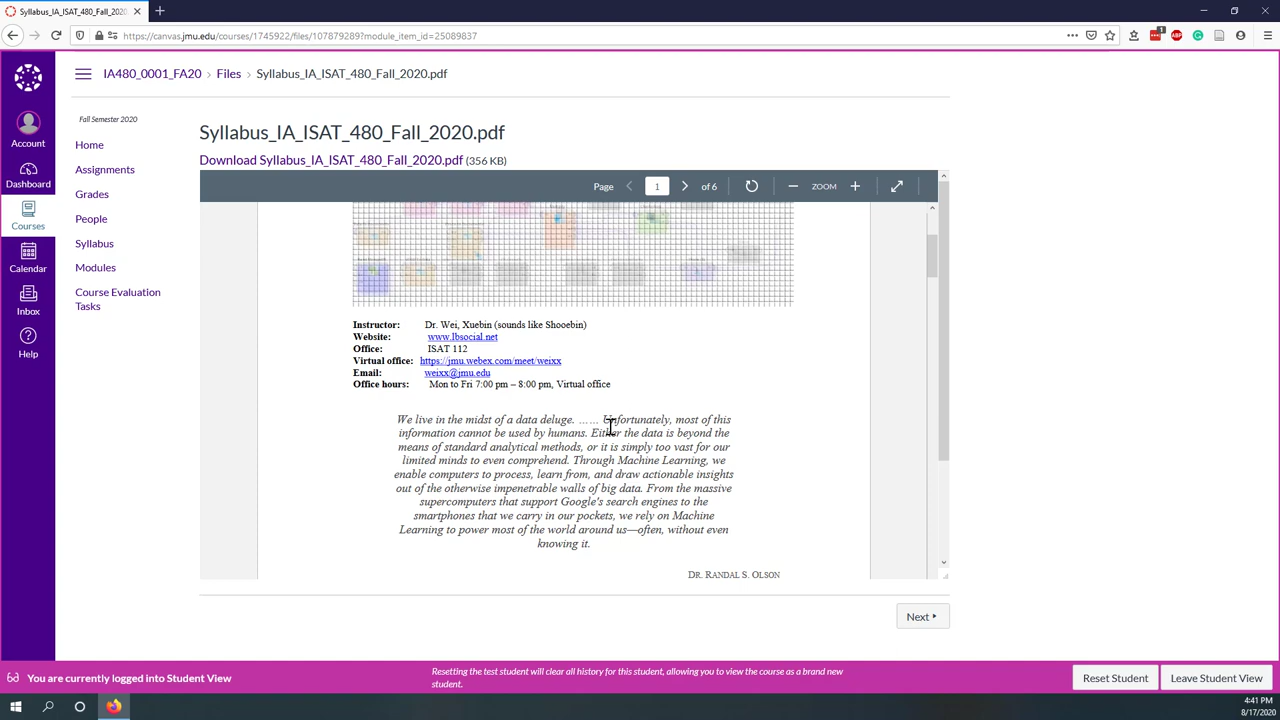 Syllabus_IA_ISAT_480_Fall_2020.
https://canvas.jmu.edu/courses/1745922/files/107879289?module_item_id=25089837
IA480_0001_FA20 › Files › Syllabus_IA_ISAT_480_Fall_2020.pdf
Account
Dashboard
Courses
Calendar
Inbox
Help
Fall Semester 2020
Home
Assignments
Grades
People
Syllabus
Modules
Course Evaluation
Tasks
Syllabus_IA_ISAT_480_Fall_2020.pdf
Download Syllabus_IA_ISAT_480_Fall_2020.pdf (356 KB)
Page 1 of 6 ZOOM
Instructor: Dr. Wei, Xuebin (sounds like Shooebin)
Website: www.lbsocial.net
Office: ISAT 112
Virtual office: https://jmu.webex.com/meet/weixx
Email: weixx@jmu.edu
Office hours: Mon to Fri 7:00 pm – 8:00 pm, Virtual office
We live in the midst of a data deluge. …… Unfortunately, most of this
information cannot be used by humans. Either the data is beyond the
means of standard analytical methods, or it is simply too vast for our
limited minds to even comprehend. Through Machine Learning, we
enable computers to process, learn from, and draw actionable insights
out of the otherwise impenetrable walls of big data. From the massive
supercomputers that support Google's search engines to the
smartphones that we carry in our pockets, we rely on Machine
Learning to power most of the world around us—often, without even
knowing it.
DR. RANDAL S. OLSON
Next
You are currently logged into Student View
Resetting the test student will clear all history for this student, allowing you to view the course as a brand new
student.
Reset Student
Leave Student View
4:41 PM
8/17/2020